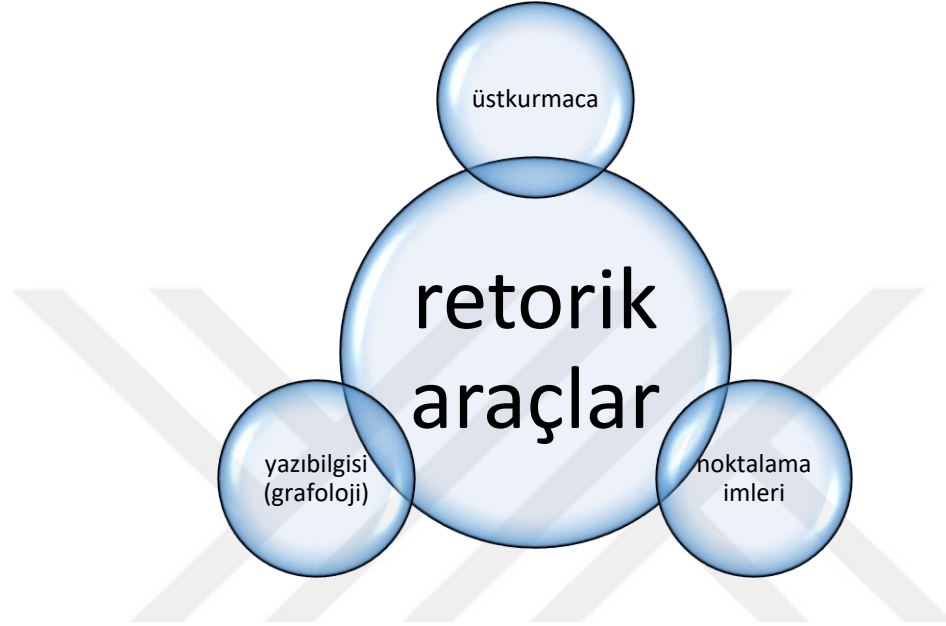 üstkurmaca
retorik
araçlar
yazıbilgisi
(grafoloji)
noktalama
imleri